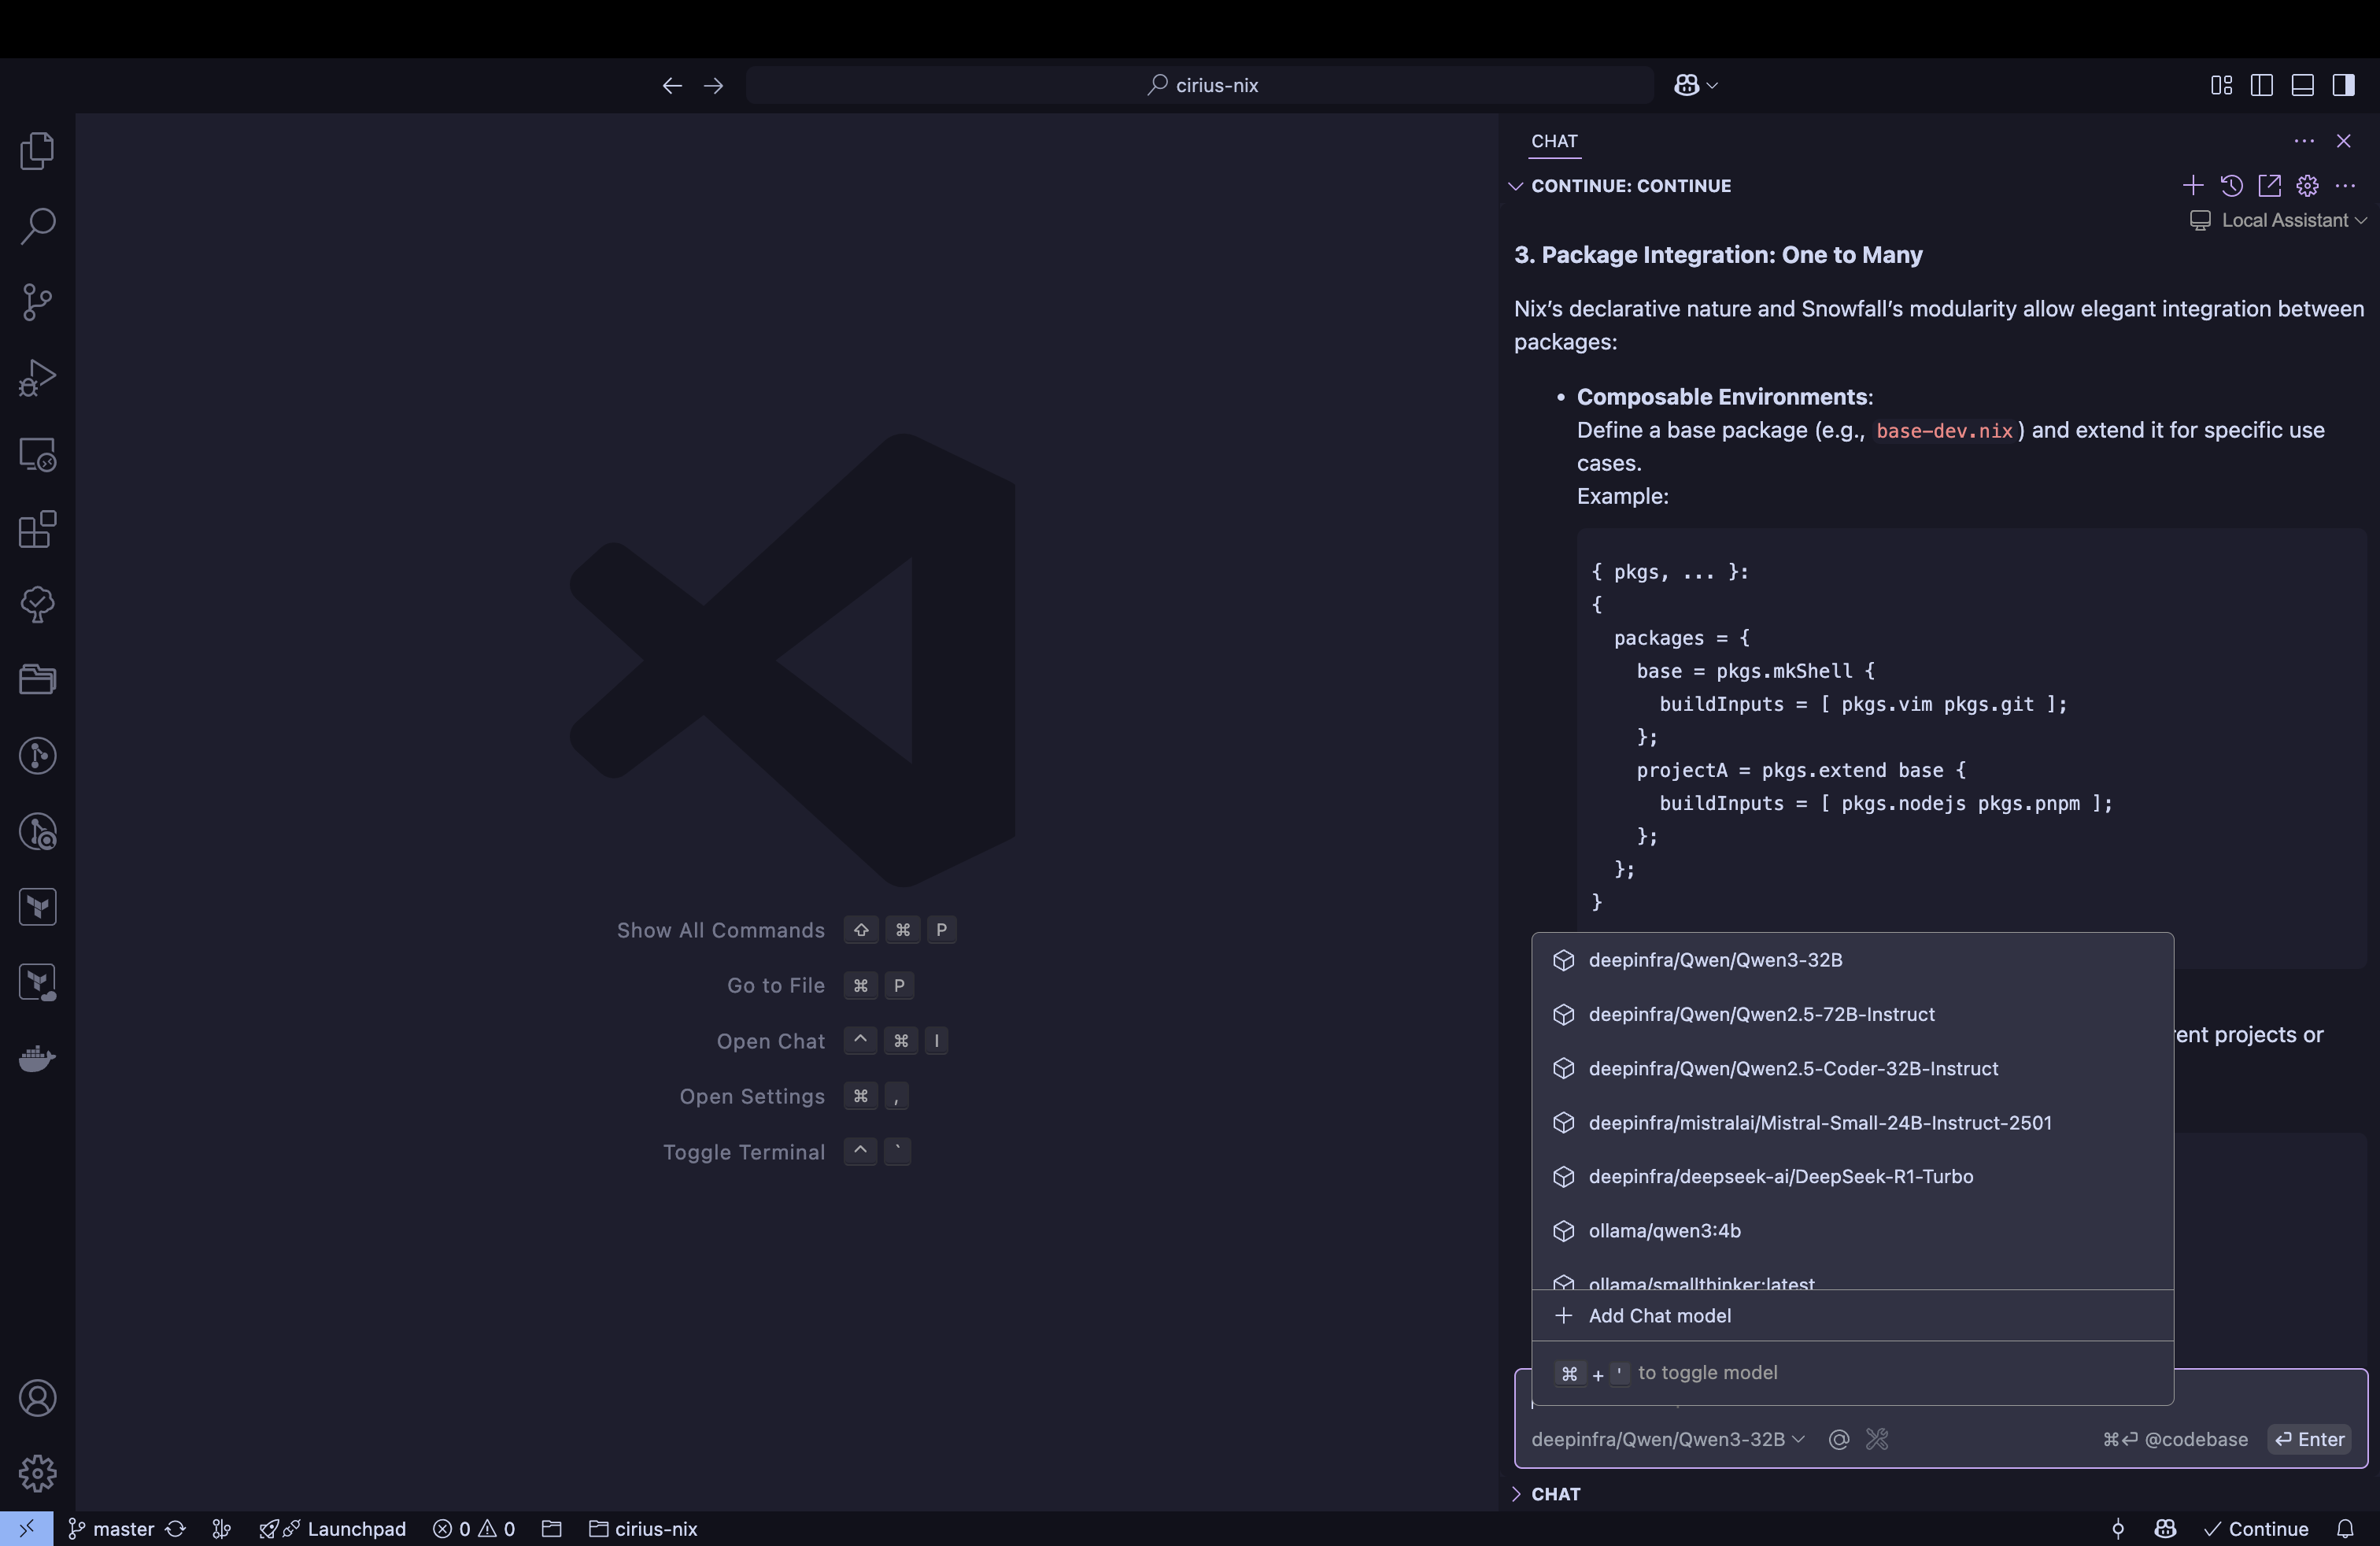 cirius-nix
CHAT
CONTINUE: CONTINUE
Local Assistant
3. Package Integration: One to Many
Nix’s declarative nature and Snowfall’s modularity allow elegant integration between
packages:
• Composable Environments:
Define a base package (e.g., base-dev.nix) and extend it for specific use
cases.
Example:
{ pkgs, ... }:
{
  packages = {
    base = pkgs.mkShell {
      buildInputs = [ pkgs.vim pkgs.git ];
    };
    projectA = pkgs.extend base {
      buildInputs = [ pkgs.nodejs pkgs.pnpm ];
    };
  };
}
rent projects or
deepinfra/Qwen/Qwen3-32B
deepinfra/Qwen/Qwen2.5-72B-Instruct
deepinfra/Qwen/Qwen2.5-Coder-32B-Instruct
deepinfra/mistralai/Mistral-Small-24B-Instruct-2501
deepinfra/deepseek-ai/DeepSeek-R1-Turbo
ollama/qwen3:4b
ollama/smallthinker:latest
+ Add Chat model
⌘ + ' to toggle model
deepinfra/Qwen/Qwen3-32B
@
⌘⏎ @codebase
⏎ Enter
CHAT
Show All Commands ⇧ ⌘ P
Go to File ⌘ P
Open Chat ^ ⌘ I
Open Settings ⌘ ,
Toggle Terminal ^ `
master
Launchpad
0
0
cirius-nix
Continue